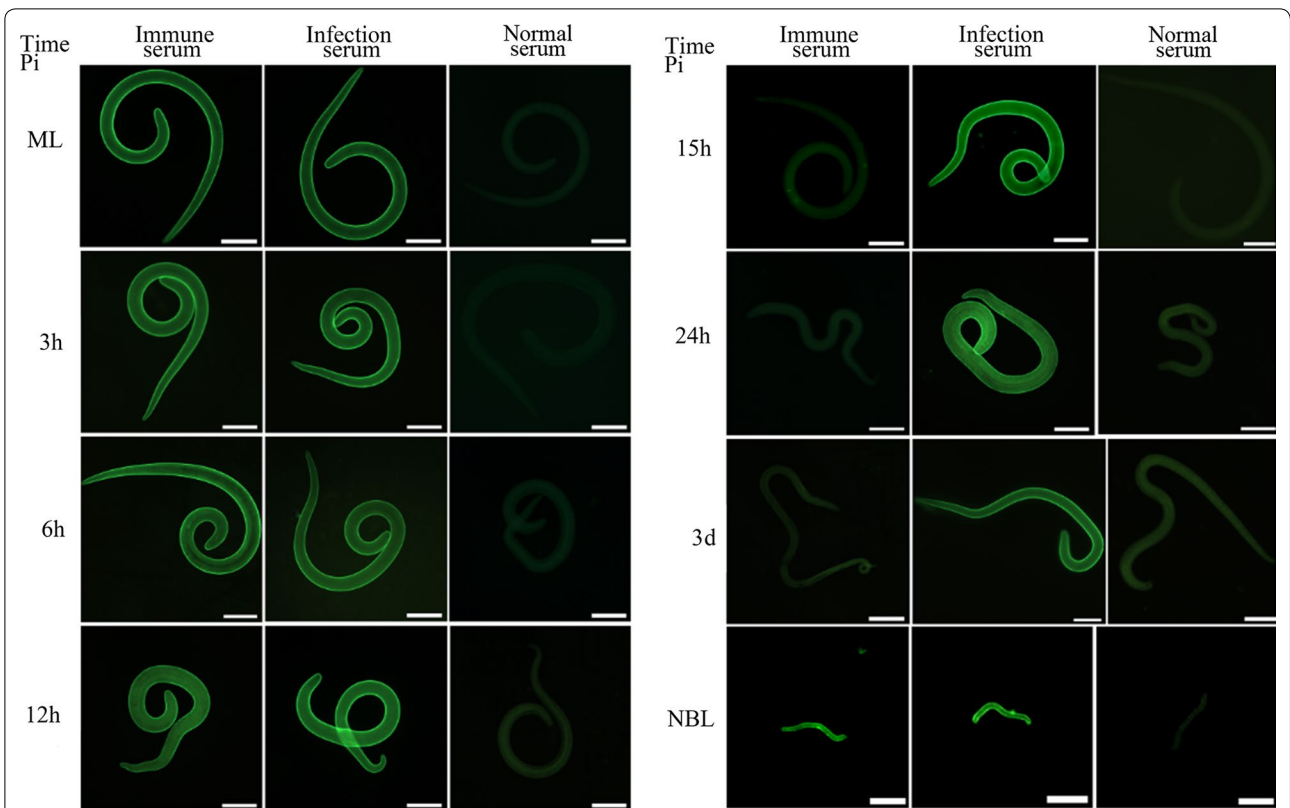 Time
Pi
Immune
serum
Infection
serum
Normal
serum
ML
3h
6h
12h
Time
Pi
Immune
serum
Infection
serum
Normal
serum
15h
24h
3d
NBL